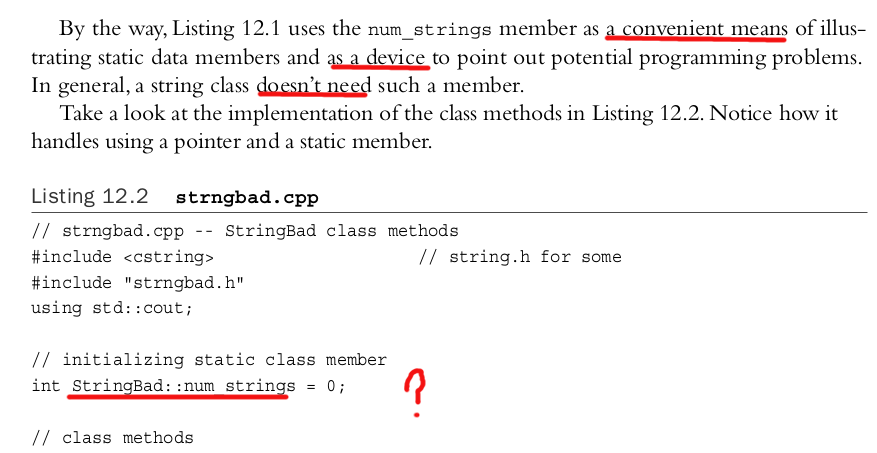 By the way, Listing 12.1 uses the num_strings member as a convenient means of illus-
trating static data members and as a device to point out potential programming problems.
In general, a string class doesn't need such a member.
Take a look at the implementation of the class methods in Listing 12.2. Notice how it
handles using a pointer and a static member.
Listing 12.2 strngbad.cpp
// strngbad.cpp -- StringBad class methods
#include <cstring> // string.h for some
#include "strngbad.h"
using std::cout;
// initializing static class member
int StringBad::num_strings = 0; ?
// class methods